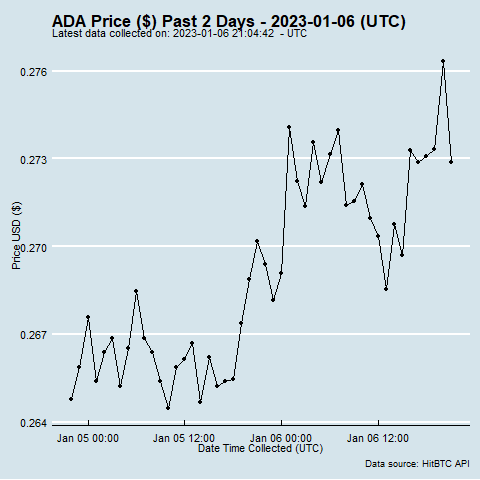 ADA Price ($) Past 2 Days - 2023-01-06 (UTC)
Latest data collected on: 2023-01-06 21:04:42  - UTC
0.276
0.273
0.270
0.267
0.264
Price USD ($)
Jan 05 00:00 Jan 05 12:00 Jan 06 00:00 Jan 06 12:00
Date Time Collected (UTC)
Data source: HitBTC API